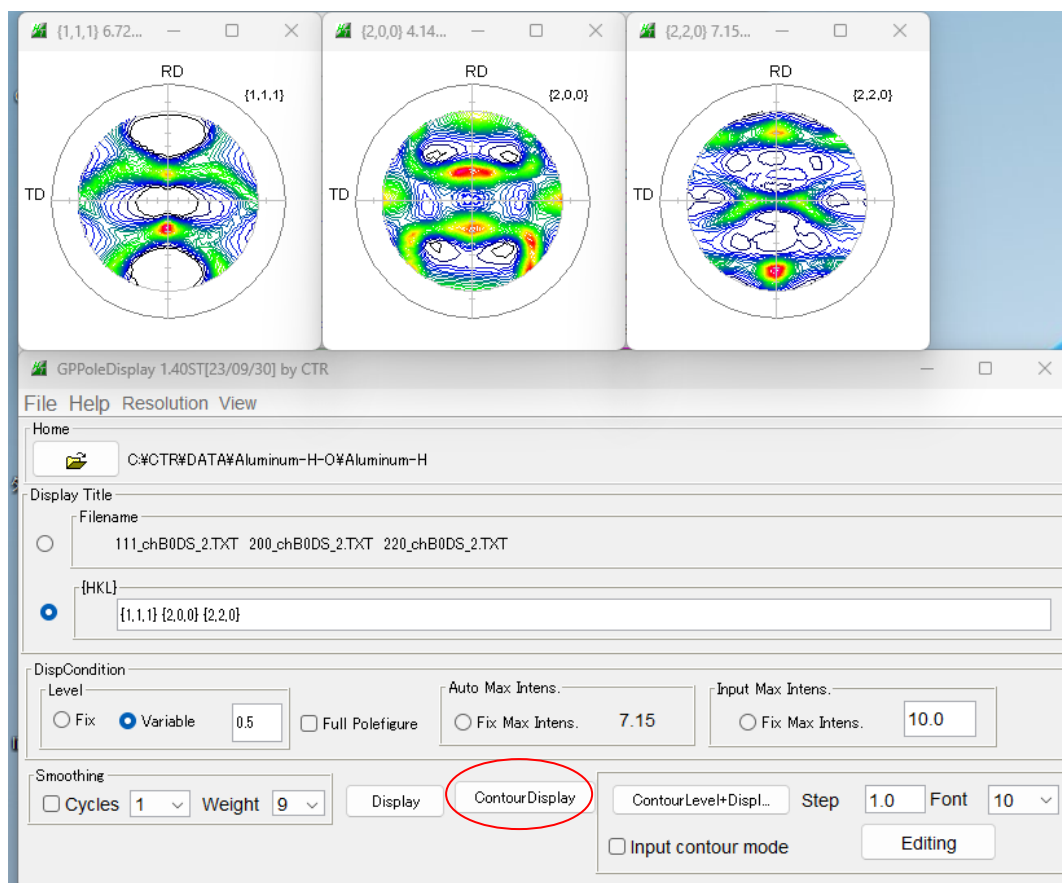 {1,1,1} 6.72...
{2,0,0} 4.14...
{2,2,0} 7.15...
RD
{1,1,1}
TD
RD
{2,0,0}
TD
RD
{2,2,0}
TD
GPPoleDisplay 1.40ST[23/09/30] by CTR
File Help Resolution View
Home
C:¥CTR¥DATA¥Aluminum-H-O¥Aluminum-H
Display Title
Filename
111_chB0DS_2.TXT 200_chB0DS_2.TXT 220_chB0DS_2.TXT
{HKL}
{1,1,1} {2,0,0} {2,2,0}
DispCondition
Level
Fix Variable 0.5
Full Polefigure
Auto Max Intens.
Fix Max Intens. 7.15
Input Max Intens.
Fix Max Intens. 10.0
Smoothing
Cycles 1 Weight 9
Display
ContourDisplay
ContourLevel+Displ... Step 1.0 Font 10
Input contour mode Editing